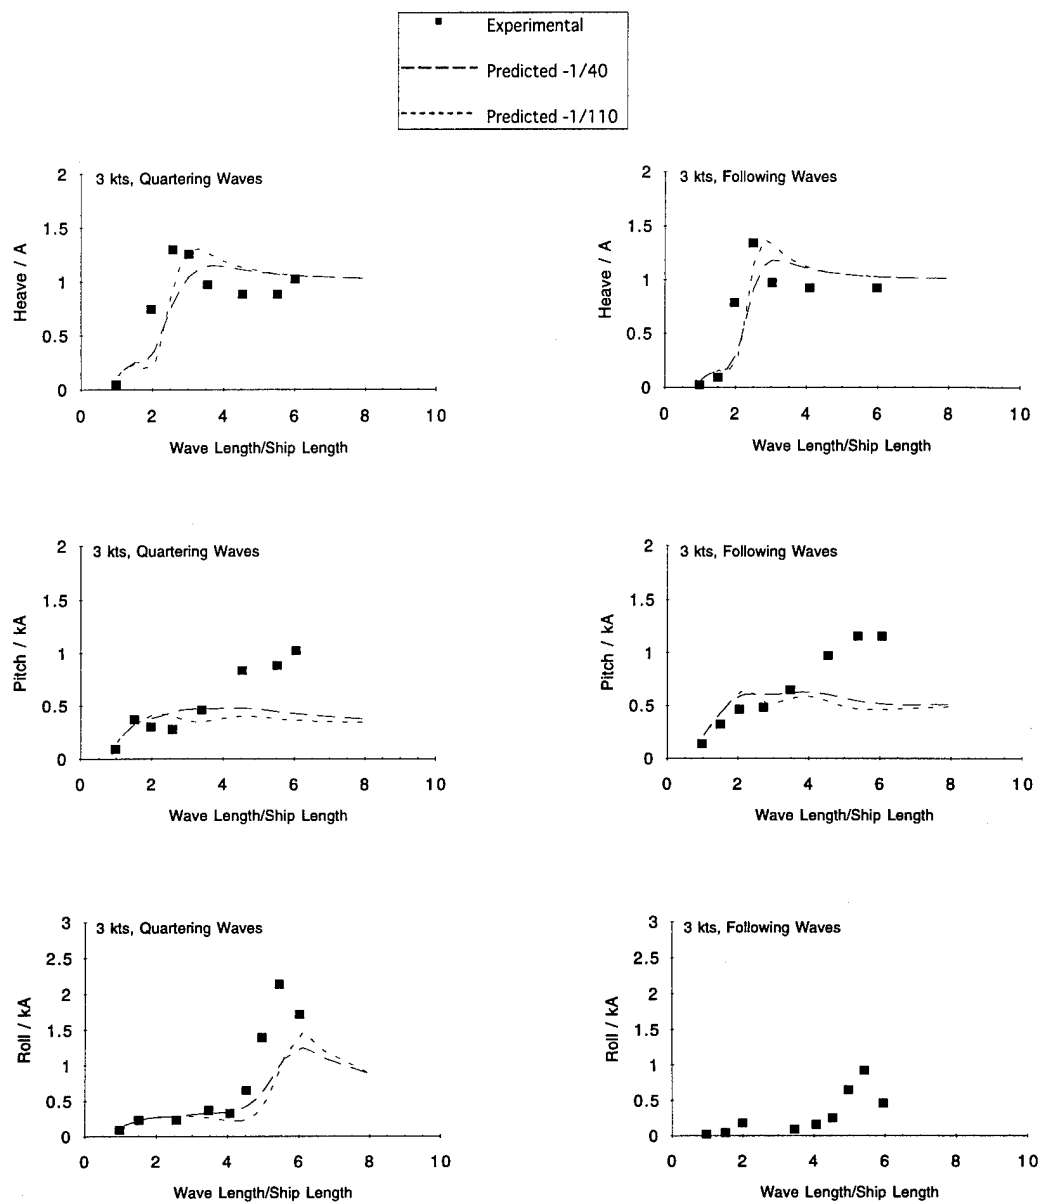 Experimental
Predicted -1/40
Predicted -1/110
3 kts, Quartering Waves
Heave / A
2
1.5
1
0.5
0
0 2 4 6 8 10
Wave Length/Ship Length
3 kts, Following Waves
Heave / A
2
1.5
1
0.5
0
0 2 4 6 8 10
Wave Length/Ship Length
3 kts, Quartering Waves
Pitch / kA
2
1.5
1
0.5
0
0 2 4 6 8 10
Wave Length/Ship Length
3 kts, Following Waves
Pitch / kA
2
1.5
1
0.5
0
0 2 4 6 8 10
Wave Length/Ship Length
3 kts, Quartering Waves
Roll / kA
3
2.5
2
1.5
1
0.5
0
0 2 4 6 8 10
Wave Length/Ship Length
3 kts, Following Waves
Roll / kA
3
2.5
2
1.5
1
0.5
0
0 2 4 6 8 10
Wave Length/Ship Length